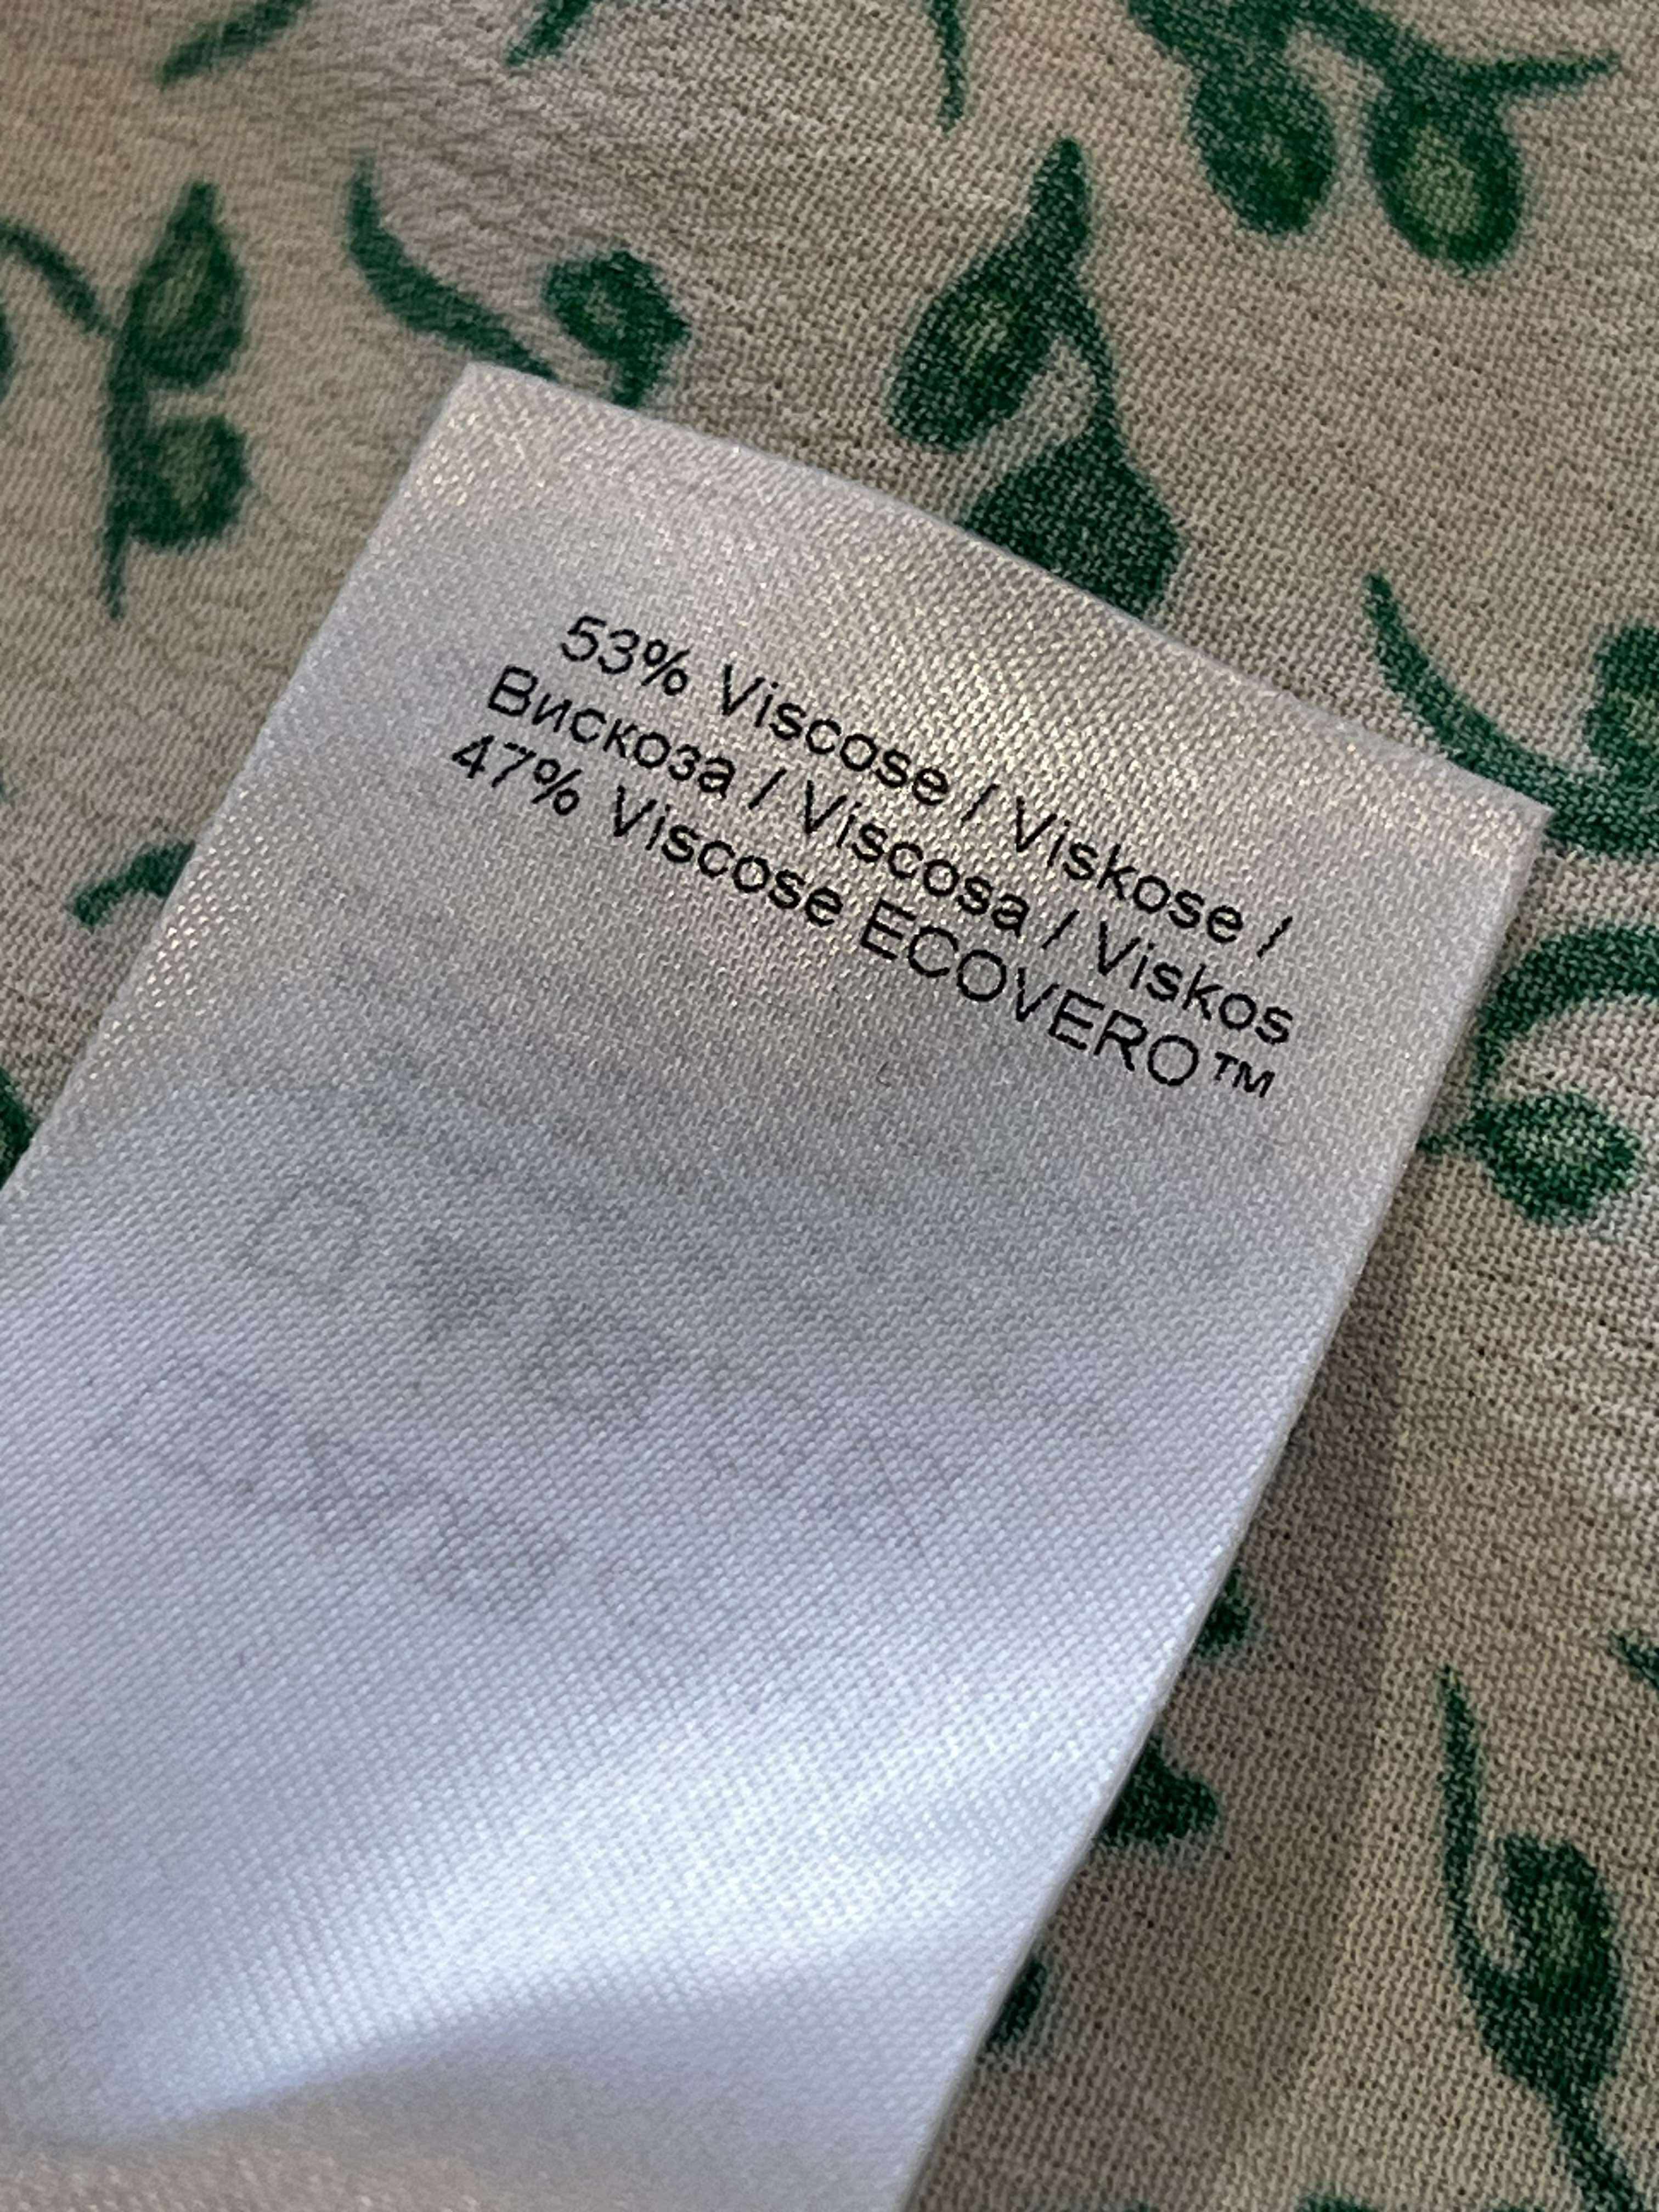 53% Viscose / Viskose /
Вискоза / Viscosa / Viskos
47% Viscose ECOVERO™